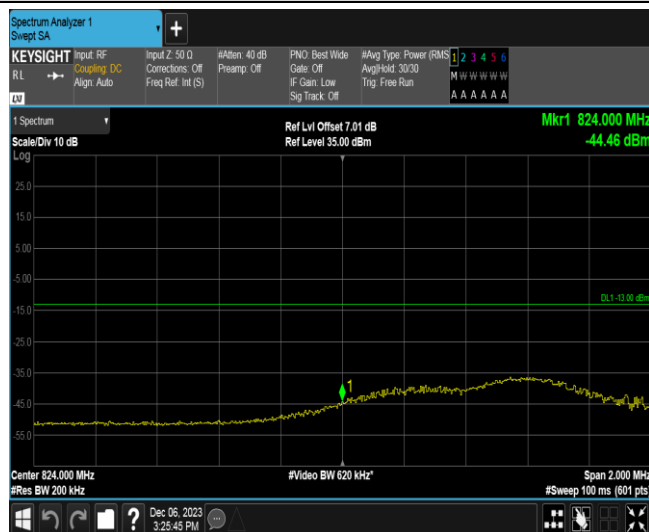 Spectrum Analyzer 1
Swept SA
KEYSIGHT
RL
LXI
Input: RF
Coupling: DC
Align: Auto
Input Z: 50 Ω
Corrections: Off
Freq Ref: Int (S)
#Atten: 40 dB
Preamp: Off
PNO: Best Wide
Gate: Off
IF Gain: Low
Sig Track: Off
#Avg Type: Power (RMS
Avg|Hold: 30/30
Trig: Free Run
1 2 3 4 5 6
M W W W W W
A A A A A A
1 Spectrum
Scale/Div 10 dB
Log
Ref Lvl Offset 7.01 dB
Ref Level 35.00 dBm
Mkr1 824.000 MHz
-44.46 dBm
25.0
15.0
5.00
-5.00
DL1 -13.00 dBm
-15.0
-25.0
-35.0
1
-45.0
-55.0
Center 824.000 MHz
#Res BW 200 kHz
#Video BW 620 kHz*
Span 2.000 MHz
#Sweep 100 ms (601 pts)
?
Dec 06, 2023
3:25:45 PM